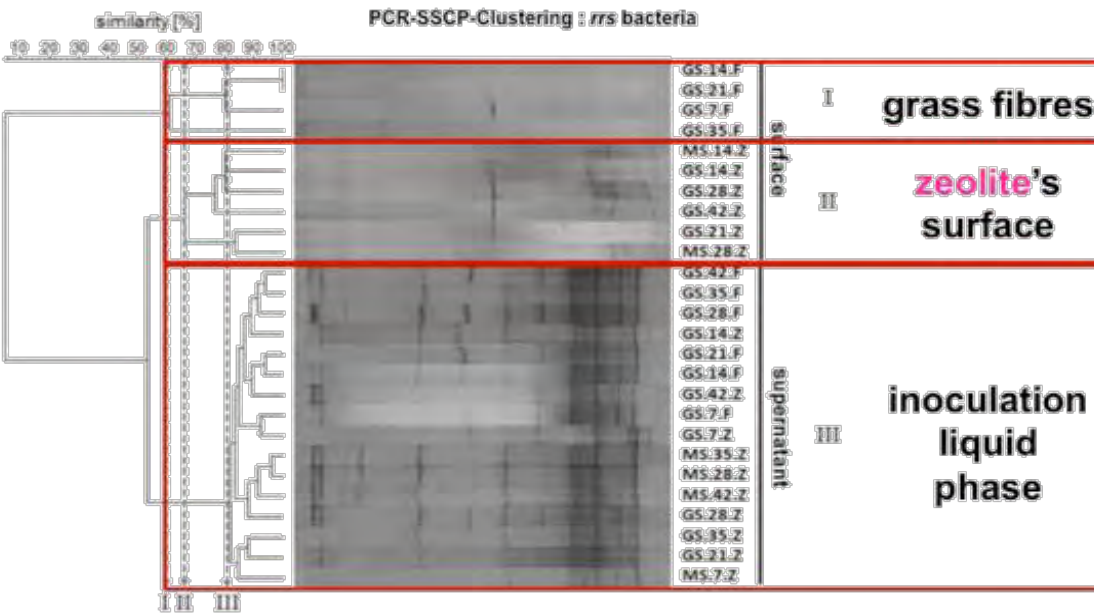 similarity [%]
PCR-SSCP-Clustering : rrs bacteria
10 20 30 40 50 60 70 80 90 100
GS.14.F
GS.21.F
GS.7.F
GS.35.F
MS.14.Z
GS.14.Z
GS.28.Z
GS.42.Z
GS.21.Z
MS.28.Z
GS.42.F
GS.35.F
GS.28.F
GS.14.Z
GS.21.F
GS.14.F
GS.42.Z
GS.7.F
GS.7.Z
MS.35.Z
MS.28.Z
MS.42.Z
GS.28.Z
GS.35.Z
GS.21.Z
MS.7.Z
surface
supernatant
I
II
III
grass fibres
zeolite's
surface
inoculation
liquid
phase
I II III